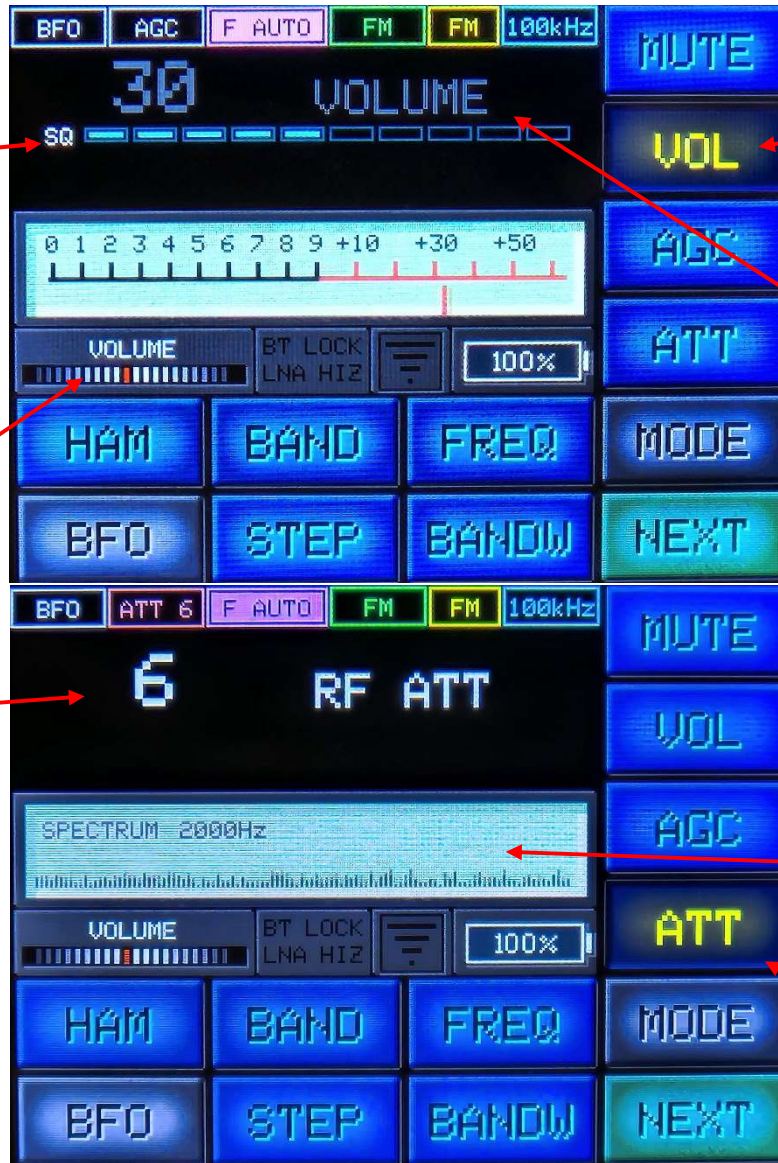 BFO AGC F AUTO FM FM 100kHz MUTE
30 VOLUME
SQ
VOL
0 1 2 3 4 5 6 7 8 9 +10 +30 +50
AGC
VOLUME BT LOCK
LNA HIZ 100% ATT
HAM BAND FREQ MODE
BFO STEP BANDW NEXT
BFO ATT 6 F AUTO FM FM 100kHz MUTE
6 RF ATT
VOL
SPECTRUM 2000Hz
AGC
VOLUME BT LOCK
LNA HIZ 100% ATT
HAM BAND FREQ MODE
BFO STEP BANDW NEXT